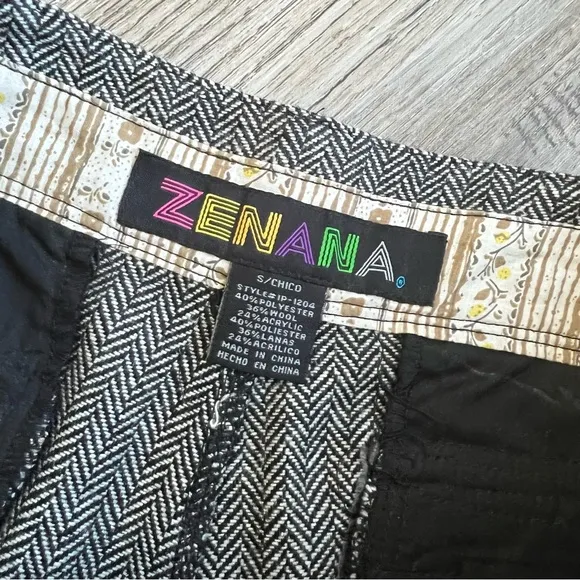 ZENANA.
S/CHICO
STYLE#:IP-1204
40%POLYESTER
36%WOOL
24%ACRYLIC
40%POLIESTER
36%LANAS
24%ACRILICO
MADE IN CHINA
HECHO EN CHINA